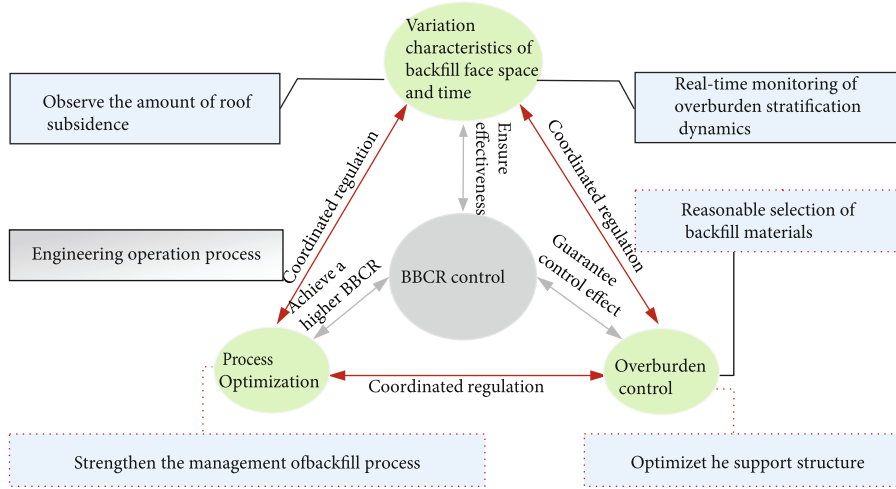 Variation
characteristics of
backfill face space
and time
Observe the amount of roof
subsidence
Real-time monitoring of
overburden stratification
dynamics
Ensure
effectiveness
Coordinated regulation
Coordinated regulation
Reasonable selection of
backfill materials
Engineering operation process
BBCR control
Achieve a
higher BBCR
Guarantee
control effect
Process
Optimization
Coordinated regulation
Overburden
control
Strengthen the management ofbackfill process
Optimizet he support structure